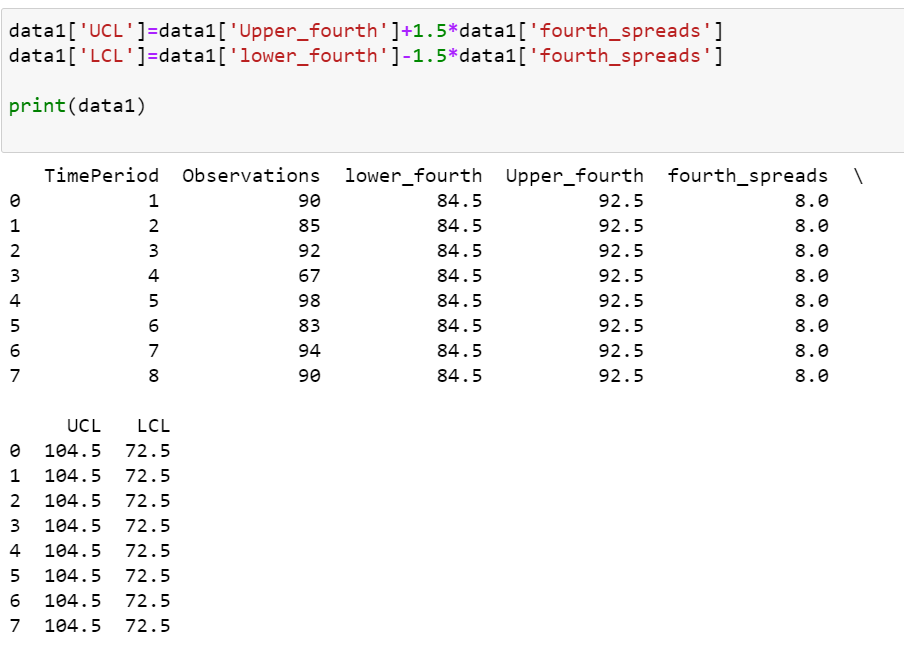 data1['UCL']=data1['Upper_fourth']+1.5*data1['fourth_spreads']
data1['LCL']=data1['lower_fourth']-1.5*data1['fourth_spreads']
print(data1)
   TimePeriod  Observations  lower_fourth  Upper_fourth  fourth_spreads  \
0           1            90          84.5          92.5             8.0
1           2            85          84.5          92.5             8.0
2           3            92          84.5          92.5             8.0
3           4            67          84.5          92.5             8.0
4           5            98          84.5          92.5             8.0
5           6            83          84.5          92.5             8.0
6           7            94          84.5          92.5             8.0
7           8            90          84.5          92.5             8.0
     UCL   LCL
0  104.5  72.5
1  104.5  72.5
2  104.5  72.5
3  104.5  72.5
4  104.5  72.5
5  104.5  72.5
6  104.5  72.5
7  104.5  72.5